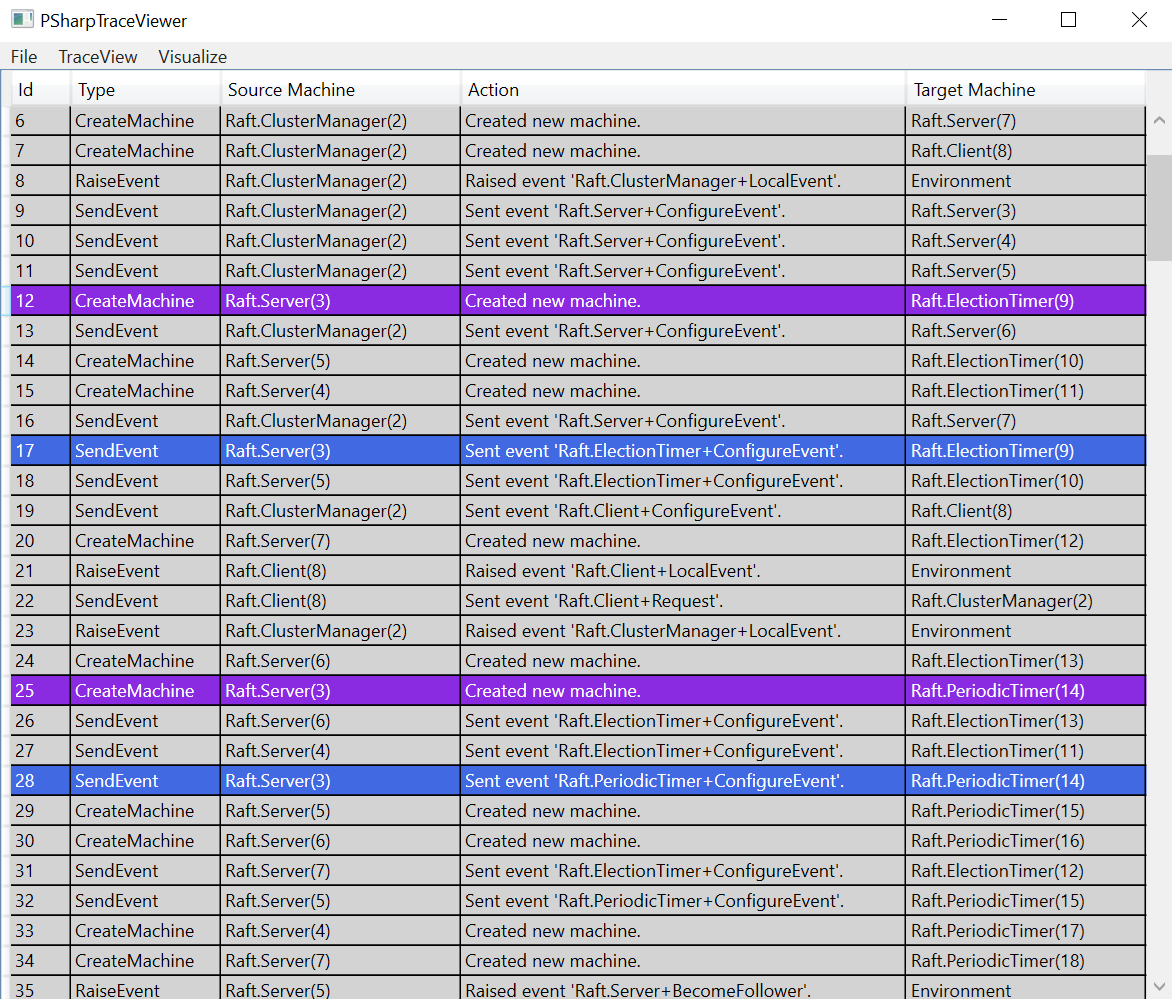 PSharpTraceViewer
File TraceView Visualize
Id Type Source Machine Action Target Machine
6 CreateMachine Raft.ClusterManager(2) Created new machine. Raft.Server(7)
7 CreateMachine Raft.ClusterManager(2) Created new machine. Raft.Client(8)
8 RaiseEvent Raft.ClusterManager(2) Raised event 'Raft.ClusterManager+LocalEvent'. Environment
9 SendEvent Raft.ClusterManager(2) Sent event 'Raft.Server+ConfigureEvent'. Raft.Server(3)
10 SendEvent Raft.ClusterManager(2) Sent event 'Raft.Server+ConfigureEvent'. Raft.Server(4)
11 SendEvent Raft.ClusterManager(2) Sent event 'Raft.Server+ConfigureEvent'. Raft.Server(5)
12 CreateMachine Raft.Server(3) Created new machine. Raft.ElectionTimer(9)
13 SendEvent Raft.ClusterManager(2) Sent event 'Raft.Server+ConfigureEvent'. Raft.Server(6)
14 CreateMachine Raft.Server(5) Created new machine. Raft.ElectionTimer(10)
15 CreateMachine Raft.Server(4) Created new machine. Raft.ElectionTimer(11)
16 SendEvent Raft.ClusterManager(2) Sent event 'Raft.Server+ConfigureEvent'. Raft.Server(7)
17 SendEvent Raft.Server(3) Sent event 'Raft.ElectionTimer+ConfigureEvent'. Raft.ElectionTimer(9)
18 SendEvent Raft.Server(5) Sent event 'Raft.ElectionTimer+ConfigureEvent'. Raft.ElectionTimer(10)
19 SendEvent Raft.ClusterManager(2) Sent event 'Raft.Client+ConfigureEvent'. Raft.Client(8)
20 CreateMachine Raft.Server(7) Created new machine. Raft.ElectionTimer(12)
21 RaiseEvent Raft.Client(8) Raised event 'Raft.Client+LocalEvent'. Environment
22 SendEvent Raft.Client(8) Sent event 'Raft.Client+Request'. Raft.ClusterManager(2)
23 RaiseEvent Raft.ClusterManager(2) Raised event 'Raft.ClusterManager+LocalEvent'. Environment
24 CreateMachine Raft.Server(6) Created new machine. Raft.ElectionTimer(13)
25 CreateMachine Raft.Server(3) Created new machine. Raft.PeriodicTimer(14)
26 SendEvent Raft.Server(6) Sent event 'Raft.ElectionTimer+ConfigureEvent'. Raft.ElectionTimer(13)
27 SendEvent Raft.Server(4) Sent event 'Raft.ElectionTimer+ConfigureEvent'. Raft.ElectionTimer(11)
28 SendEvent Raft.Server(3) Sent event 'Raft.PeriodicTimer+ConfigureEvent'. Raft.PeriodicTimer(14)
29 CreateMachine Raft.Server(5) Created new machine. Raft.PeriodicTimer(15)
30 CreateMachine Raft.Server(6) Created new machine. Raft.PeriodicTimer(16)
31 SendEvent Raft.Server(7) Sent event 'Raft.ElectionTimer+ConfigureEvent'. Raft.ElectionTimer(12)
32 SendEvent Raft.Server(5) Sent event 'Raft.PeriodicTimer+ConfigureEvent'. Raft.PeriodicTimer(15)
33 CreateMachine Raft.Server(4) Created new machine. Raft.PeriodicTimer(17)
34 CreateMachine Raft.Server(7) Created new machine. Raft.PeriodicTimer(18)
35 RaiseEvent Raft.Server(5) Raised event 'Raft.Server+BecomeFollower'. Environment